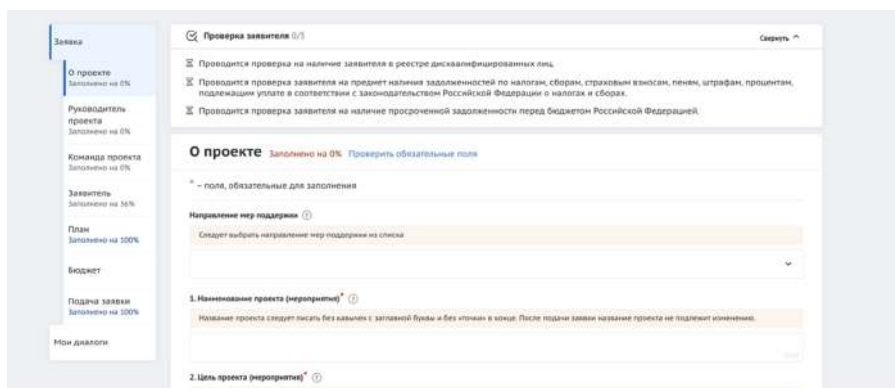 Заявка
О проекте
Заполнено на 0%
Руководитель
проекта
Заполнено на 0%
Команда проекта
Заполнено на 0%
Заявитель
Заполнено на 36%
План
Заполнено на 100%
Бюджет
Подача заявки
Заполнено на 100%
Мои диалоги
Проверка заявителя 0/3
Свернуть
Проводится проверка на наличие заявителя в реестре дисквалифицированных лиц.
Проводится проверка заявителя на предмет наличия задолженностей по налогам, сборам, страховым взносам, пеням, штрафам, процентам,
подлежащим уплате в соответствии с законодательством Российской Федерации о налогах и сборах.
Проводится проверка заявителя на наличие просроченной задолженности перед бюджетом Российской Федерацией.
О проекте Заполнено на 0% Проверить обязательные поля
* – поля, обязательные для заполнения
Направление мер поддержки
Следует выбрать направление мер поддержки из списка
1. Наименование проекта (мероприятия)*
Название проекта следует писать без кавычек с заглавной буквы и без «точки» в конце. После подачи заявки название проекта не подлежит изменению.
2. Цель проекта (мероприятия)*